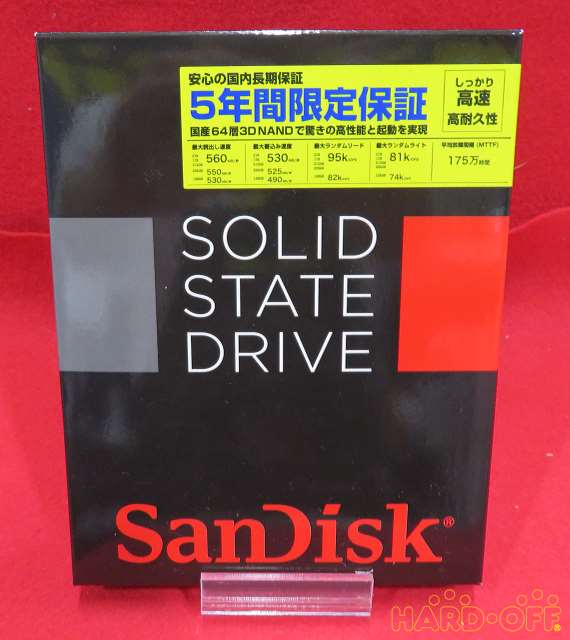 安心の国内長期保証
5年間限定保証
国産64層3D NANDで驚きの高性能と起動を実現
しっかり
高速
高耐久性
最大読出し速度 最大書込み速度 最大ランダムリード 最大ランダムライト 平均故障間隔(MTTF)
560 530 95k 81k 175万時間
550 525
530 490 82k 74k
SOLID
STATE
DRIVE
SanDisk®
HARD-OFF®